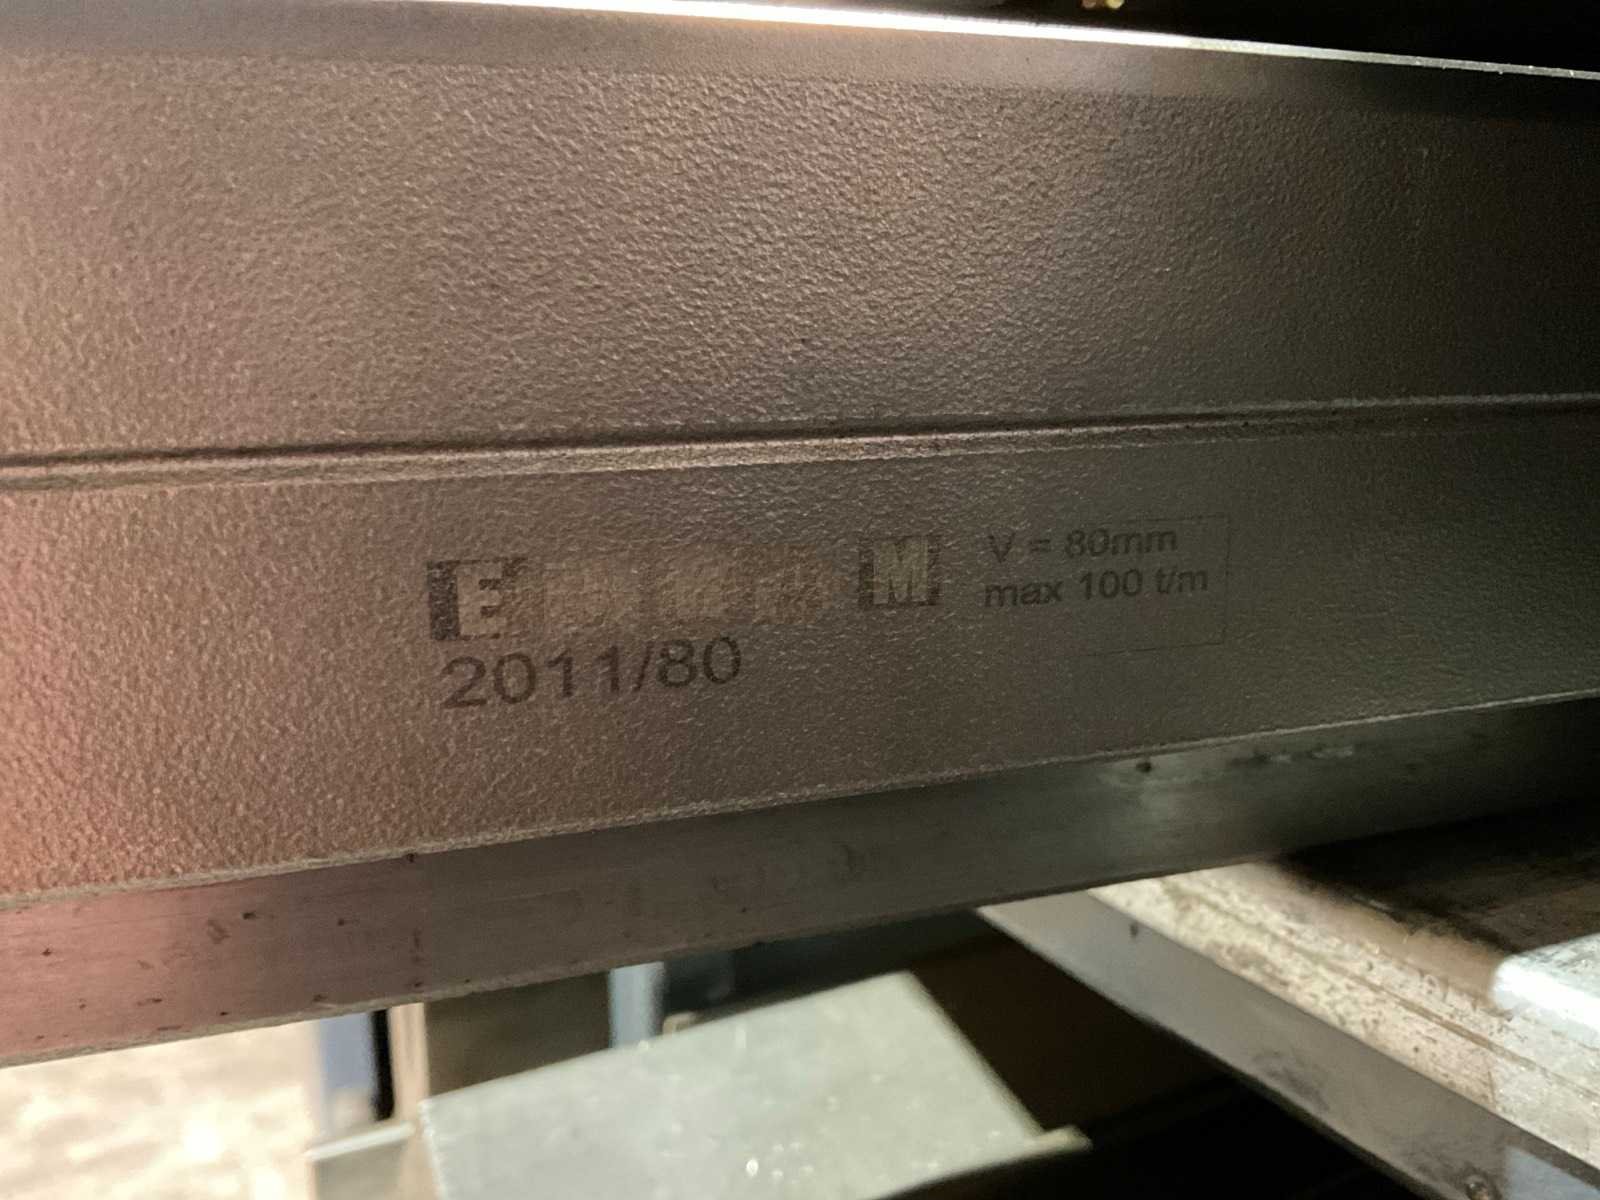 E M
2011/80
V = 80mm
max 100 t/m